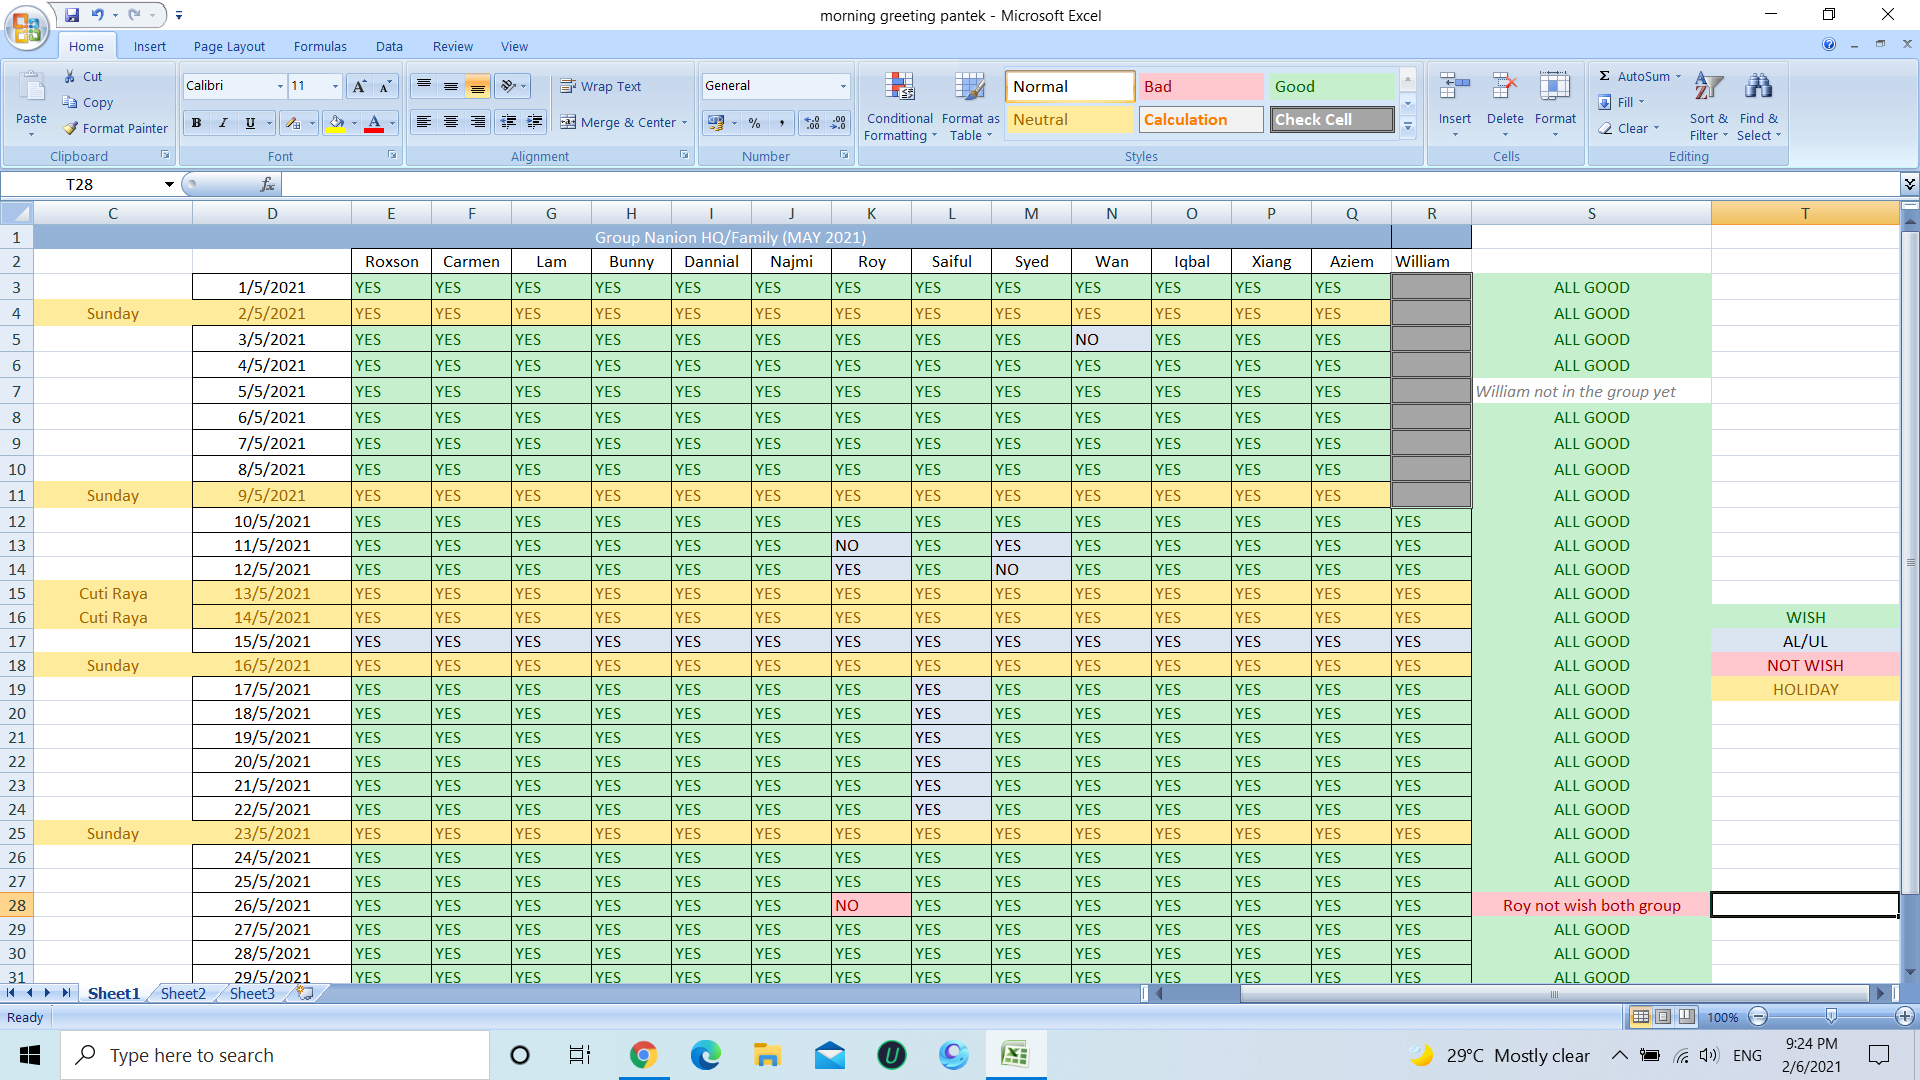 morning greeting pantek - Microsoft Excel
Home Insert Page Layout Formulas Data Review View
Paste Cut Copy Format Painter Clipboard
Calibri 11 B I U A A A Font
Wrap Text Merge & Center Alignment
General % , .00 Number
Conditional Formatting Format as Table Normal Bad Good Neutral Calculation Check Cell Styles
Insert Delete Format Cells
Σ AutoSum Fill Clear Sort & Filter Find & Select Editing
T28 fx
C D E F G H I J K L M N O P Q R S T
1 Group Nanion HQ/Family (MAY 2021)
2 Roxson Carmen Lam Bunny Dannial Najmi Roy Saiful Syed Wan Iqbal Xiang Aziem William
3 1/5/2021 YES YES YES YES YES YES YES YES YES YES YES YES YES ALL GOOD
4 Sunday 2/5/2021 YES YES YES YES YES YES YES YES YES YES YES YES YES ALL GOOD
5 3/5/2021 YES YES YES YES YES YES YES YES YES NO YES YES YES ALL GOOD
6 4/5/2021 YES YES YES YES YES YES YES YES YES YES YES YES YES ALL GOOD
7 5/5/2021 YES YES YES YES YES YES YES YES YES YES YES YES YES William not in the group yet
8 6/5/2021 YES YES YES YES YES YES YES YES YES YES YES YES YES ALL GOOD
9 7/5/2021 YES YES YES YES YES YES YES YES YES YES YES YES YES ALL GOOD
10 8/5/2021 YES YES YES YES YES YES YES YES YES YES YES YES YES ALL GOOD
11 Sunday 9/5/2021 YES YES YES YES YES YES YES YES YES YES YES YES YES ALL GOOD
12 10/5/2021 YES YES YES YES YES YES YES YES YES YES YES YES YES YES ALL GOOD
13 11/5/2021 YES YES YES YES YES YES NO YES YES YES YES YES YES YES ALL GOOD
14 12/5/2021 YES YES YES YES YES YES YES YES NO YES YES YES YES YES ALL GOOD
15 Cuti Raya 13/5/2021 YES YES YES YES YES YES YES YES YES YES YES YES YES YES ALL GOOD
16 Cuti Raya 14/5/2021 YES YES YES YES YES YES YES YES YES YES YES YES YES YES ALL GOOD WISH
17 15/5/2021 YES YES YES YES YES YES YES YES YES YES YES YES YES YES ALL GOOD AL/UL
18 Sunday 16/5/2021 YES YES YES YES YES YES YES YES YES YES YES YES YES YES ALL GOOD NOT WISH
19 17/5/2021 YES YES YES YES YES YES YES YES YES YES YES YES YES YES ALL GOOD HOLIDAY
20 18/5/2021 YES YES YES YES YES YES YES YES YES YES YES YES YES YES ALL GOOD
21 19/5/2021 YES YES YES YES YES YES YES YES YES YES YES YES YES YES ALL GOOD
22 20/5/2021 YES YES YES YES YES YES YES YES YES YES YES YES YES YES ALL GOOD
23 21/5/2021 YES YES YES YES YES YES YES YES YES YES YES YES YES YES ALL GOOD
24 22/5/2021 YES YES YES YES YES YES YES YES YES YES YES YES YES YES ALL GOOD
25 Sunday 23/5/2021 YES YES YES YES YES YES YES YES YES YES YES YES YES YES ALL GOOD
26 24/5/2021 YES YES YES YES YES YES YES YES YES YES YES YES YES YES ALL GOOD
27 25/5/2021 YES YES YES YES YES YES YES YES YES YES YES YES YES YES ALL GOOD
28 26/5/2021 YES YES YES YES YES YES NO YES YES YES YES YES YES YES Roy not wish both group
29 27/5/2021 YES YES YES YES YES YES YES YES YES YES YES YES YES YES ALL GOOD
30 28/5/2021 YES YES YES YES YES YES YES YES YES YES YES YES YES YES ALL GOOD
31 29/5/2021 YES YES YES YES YES YES YES YES YES YES YES YES YES YES ALL GOOD
Sheet1 Sheet2 Sheet3
Ready 100%
Type here to search 29°C Mostly clear ENG 9:24 PM
2/6/2021